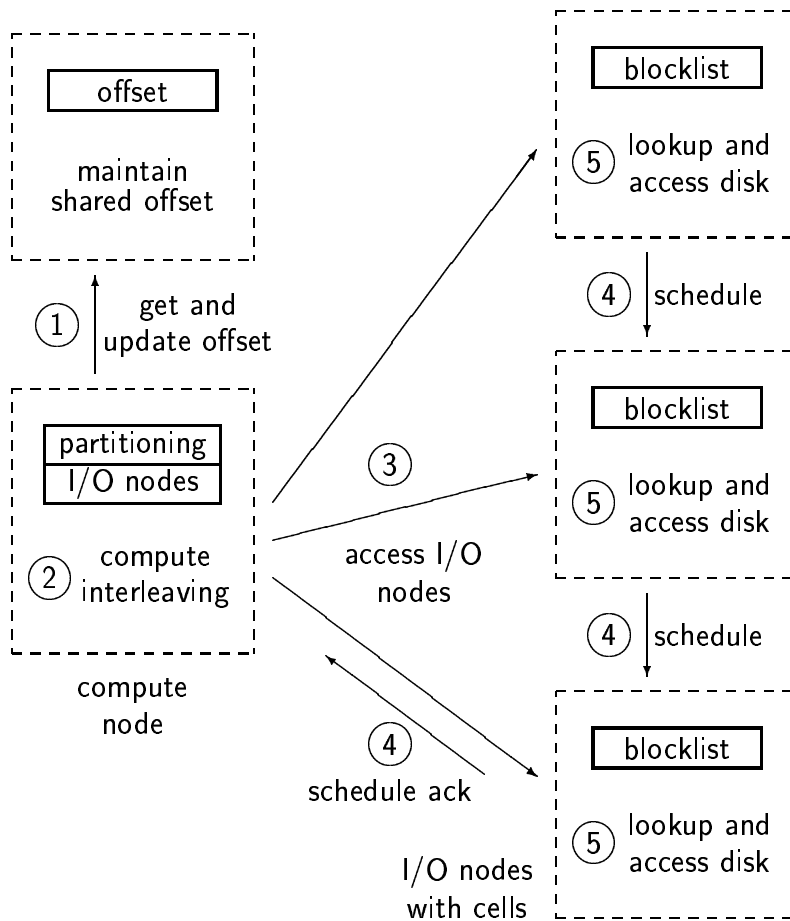 offset
maintain
shared offset
1
get and
update offset
partitioning
I/O nodes
2
compute
interleaving
compute
node
3
access I/O
nodes
4
schedule ack
blocklist
5
lookup and
access disk
4
schedule
blocklist
5
lookup and
access disk
4
schedule
blocklist
5
lookup and
access disk
I/O nodes
with cells